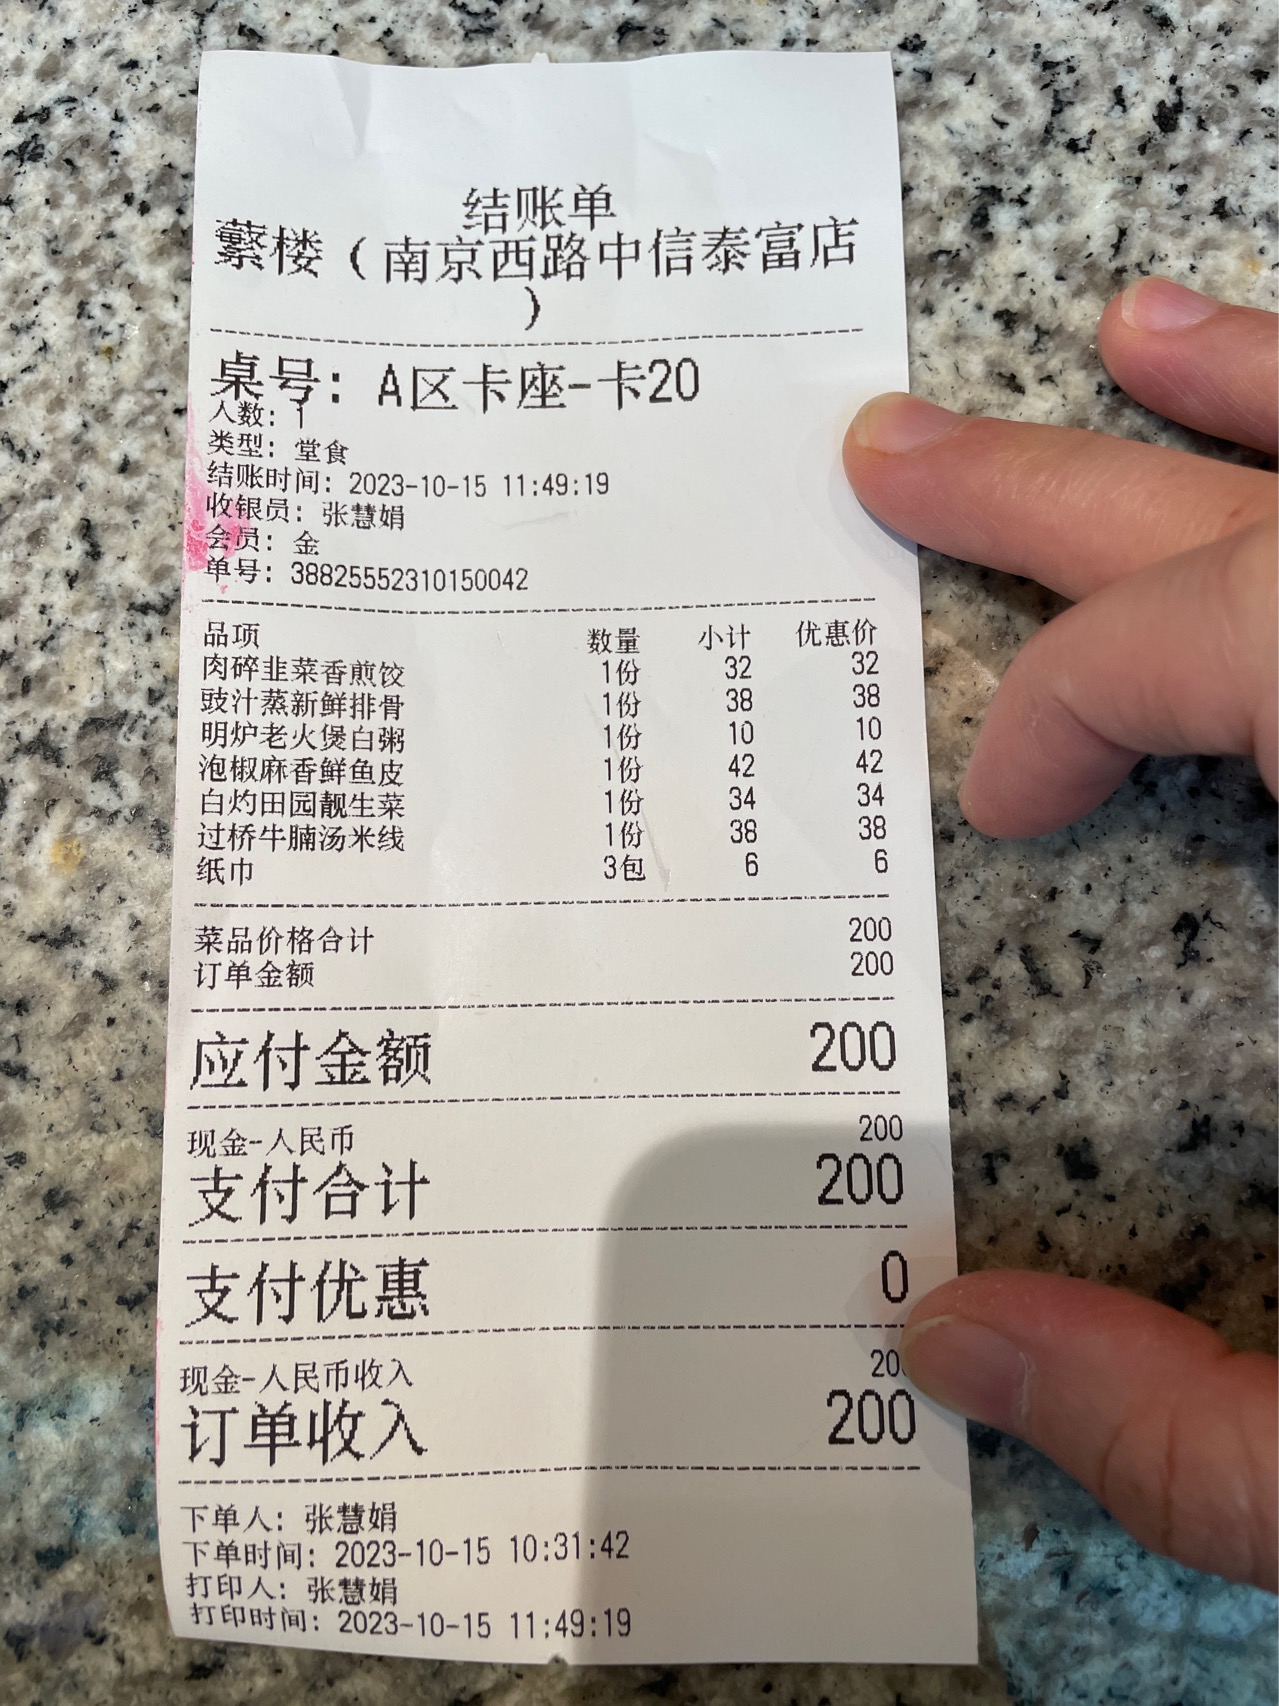 结账单
蘩楼（南京西路中信泰富店
）
桌号：A区卡座-卡20
人数：1
类型：堂食
结账时间：2023-10-15 11:49:19
收银员：张慧娟
会员：金
单号：38825552310150042
品项 数量 小计 优惠价
肉碎韭菜香煎饺 1份 32 32
豉汁蒸新鲜排骨 1份 38 38
明炉老火煲白粥 1份 10 10
泡椒麻香鲜鱼皮 1份 42 42
白灼田园靓生菜 1份 34 34
过桥牛腩汤米线 1份 38 38
纸巾 3包 6 6
菜品价格合计 200
订单金额 200
应付金额 200
现金-人民币 200
支付合计 200
支付优惠 0
现金-人民币收入 20
订单收入 200
下单人：张慧娟
下单时间：2023-10-15 10:31:42
打印人：张慧娟
打印时间：2023-10-15 11:49:19